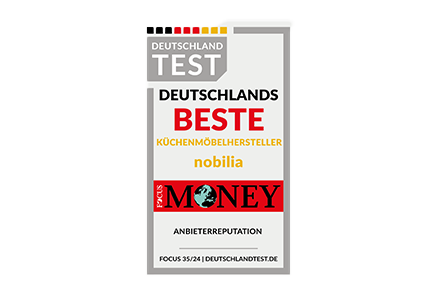 DEUTSCHLAND
TEST
DEUTSCHLANDS
BESTE
KÜCHENMÖBELHERSTELLER
nobilia
FOCUS MONEY
ANBIETERREPUTATION
FOCUS 35/24 | DEUTSCHLANDTEST.DE